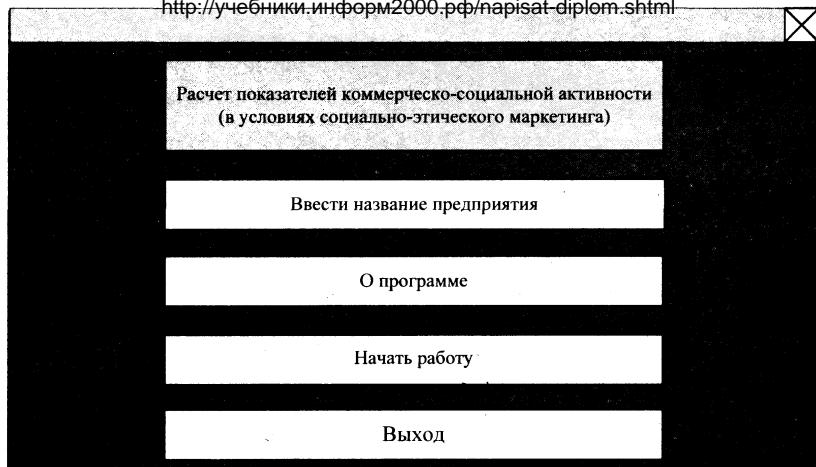 http://учебники.информ2000.рф/napisat-diplom.shtml
Расчет показателей коммерческо-социальной активности
(в условиях социально-этического маркетинга)
Ввести название предприятия
О программе
Начать работу
Выход